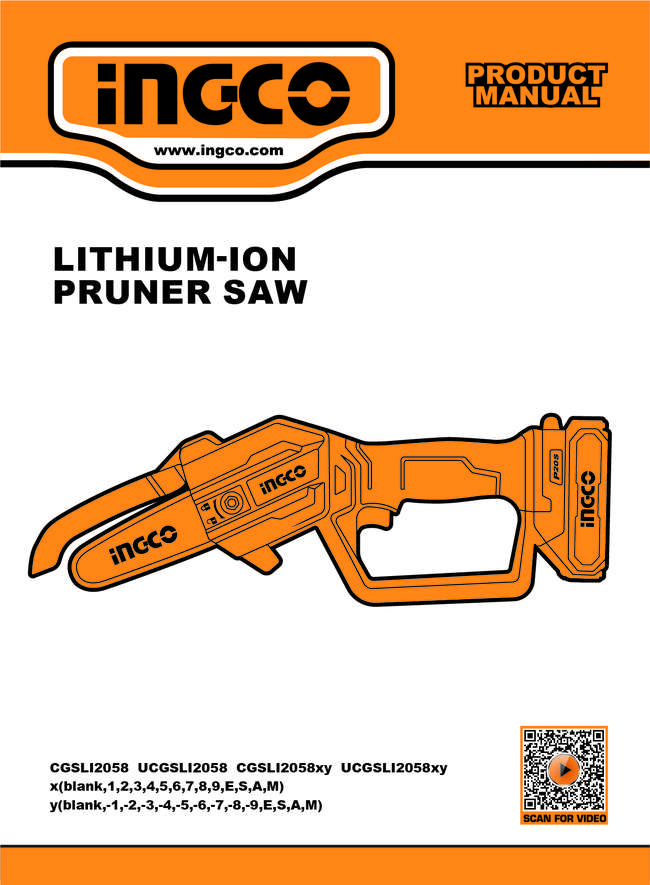 INGCO
www.ingco.com
PRODUCT
MANUAL
LITHIUM-ION
PRUNER SAW
INGCO
INGCO
P20S
INGCO
CGSLI2058 UCGSLI2058 CGSLI2058xy UCGSLI2058xy
x(blank,1,2,3,4,5,6,7,8,9,E,S,A,M)
y(blank,-1,-2,-3,-4,-5,-6,-7,-8,-9,E,S,A,M)
SCAN FOR VIDEO